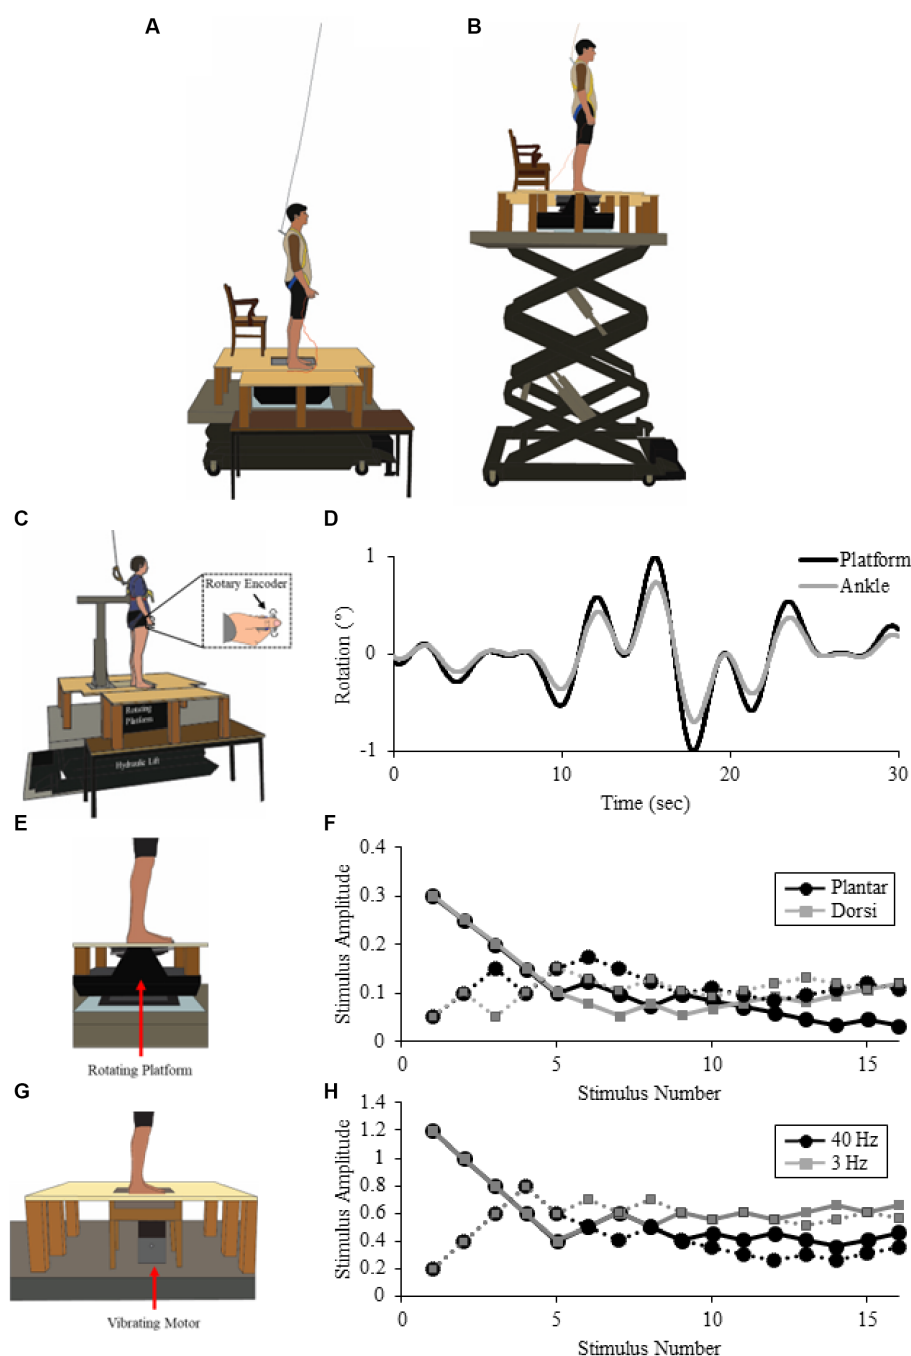 A
B
C
Rotary Encoder
Rotating
Platform
Hydraulic Lift
D
Platform
Ankle
Rotation (°)
1
0
-1
0
10
20
30
Time (sec)
E
Rotating Platform
F
Plantar
Dorsi
Stimulus Amplitude
0.4
0.3
0.2
0.1
0
0
5
10
15
Stimulus Number
G
Vibrating Motor
H
40 Hz
3 Hz
Stimulus Amplitude
1.4
1.2
1
0.8
0.6
0.4
0.2
0
0
5
10
15
Stimulus Number